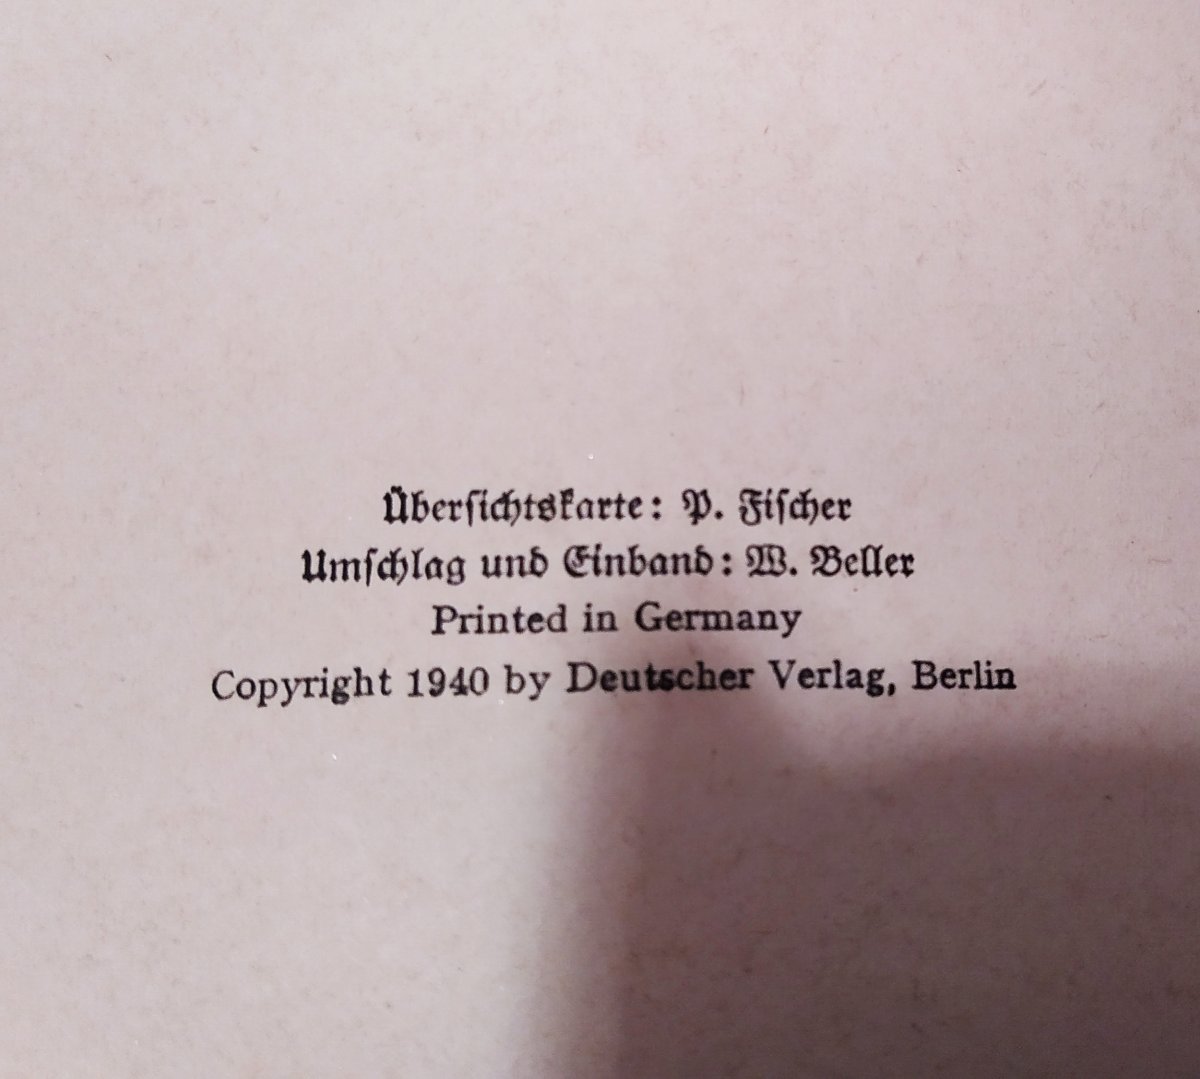 Übersichtskarte: P. Fischer
Umschlag und Einband: W. Beller
Printed in Germany
Copyright 1940 by Deutscher Verlag, Berlin